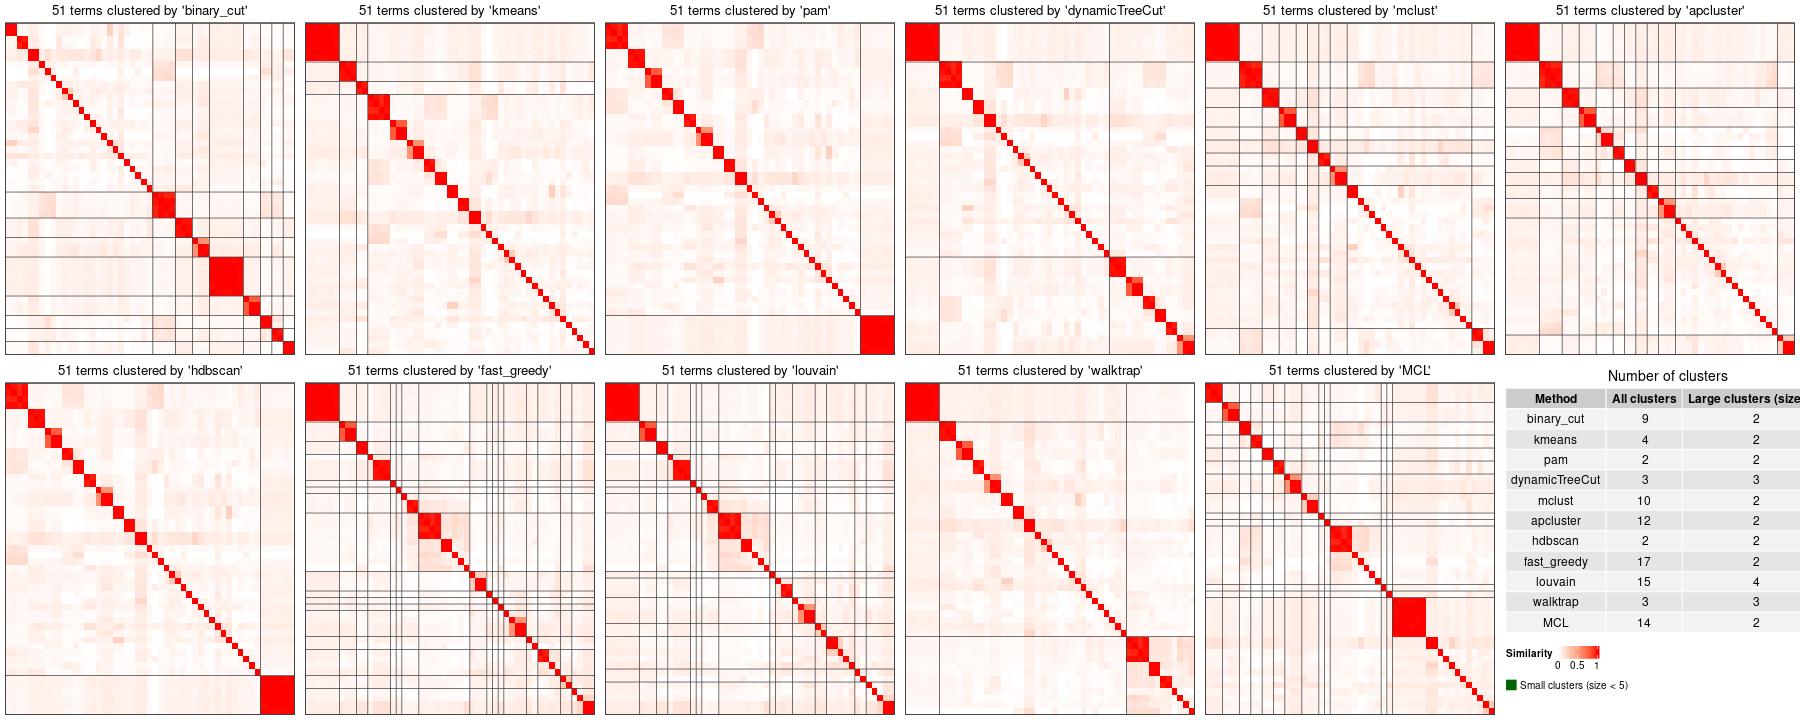 51 terms clustered by 'binary_cut'
51 terms clustered by 'kmeans'
51 terms clustered by 'pam'
51 terms clustered by 'dynamicTreeCut'
51 terms clustered by 'mclust'
51 terms clustered by 'apcluster'
51 terms clustered by 'hdbscan'
51 terms clustered by 'fast_greedy'
51 terms clustered by 'louvain'
51 terms clustered by 'walktrap'
51 terms clustered by 'MCL'
Number of clusters
Method All clusters Large clusters (size
binary_cut 9 2
kmeans 4 2
pam 2 2
dynamicTreeCut 3 3
mclust 10 2
apcluster 12 2
hdbscan 2 2
fast_greedy 17 2
louvain 15 4
walktrap 3 3
MCL 14 2
Similarity
0 0.5 1
Small clusters (size < 5)